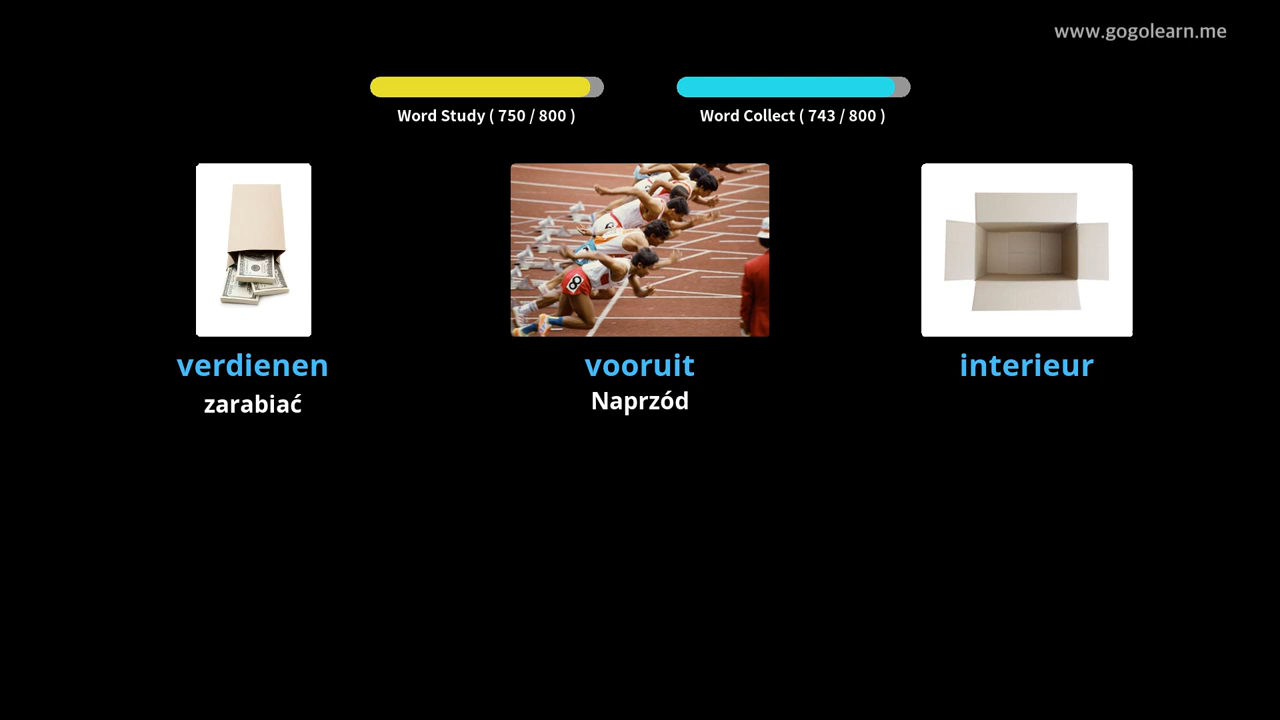 www.gogolearn.me
Word Study ( 750 / 800 )
Word Collect ( 743 / 800 )
verdienen
zarabiać
vooruit
Naprzód
interieur